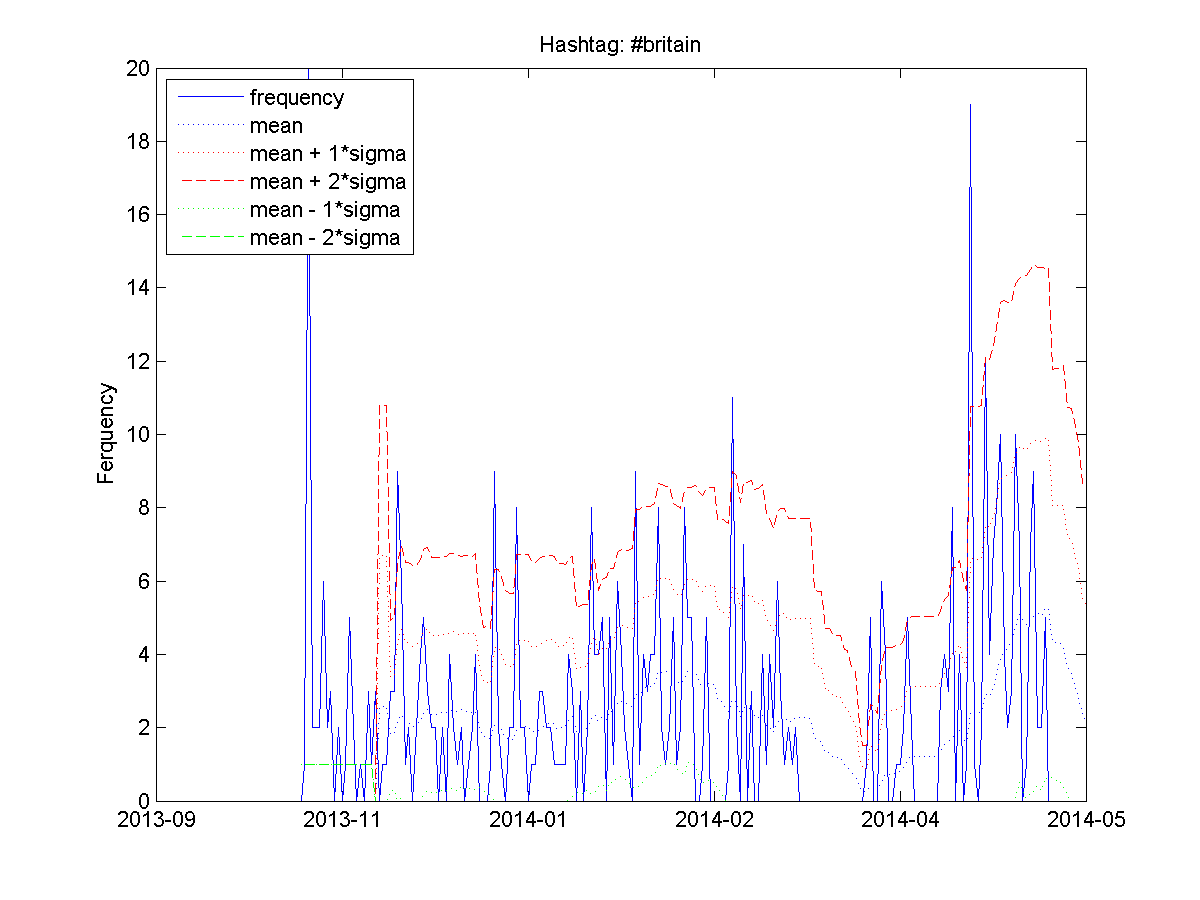 Hashtag: #britain
20
18
16
14
12
10
8
6
4
2
0
Ferquency
frequency
mean
mean + 1*sigma
mean + 2*sigma
mean - 1*sigma
mean - 2*sigma
2013-09 2013-11 2014-01 2014-02 2014-04 2014-05